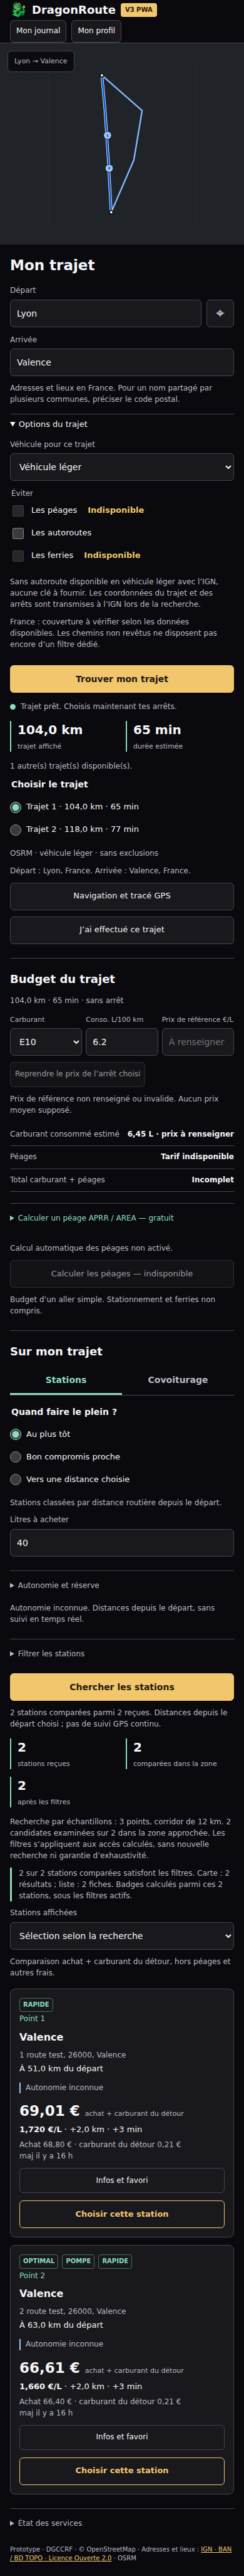 DragonRoute V3 PWA
Mon journal Mon profil
Lyon → Valence
1
2
Mon trajet
Départ
Lyon
Arrivée
Valence
Adresses et lieux en France. Pour un nom partagé par
plusieurs communes, préciser le code postal.
▼ Options du trajet
Véhicule pour ce trajet
Véhicule léger
Éviter
Les péages Indisponible
Les autoroutes
Les ferries Indisponible
Sans autoroute disponible en véhicule léger avec l’IGN,
aucune clé à fournir. Les coordonnées du trajet et des
arrêts sont transmises à l’IGN lors de la recherche.
France : couverture à vérifier selon les données
disponibles. Les chemins non revêtus ne disposent pas
encore d’un filtre dédié.
Trouver mon trajet
Trajet prêt. Choisis maintenant tes arrêts.
104,0 km 65 min
trajet affiché durée estimée
1 autre(s) trajet(s) disponible(s).
Choisir le trajet
Trajet 1 · 104,0 km · 65 min
Trajet 2 · 118,0 km · 77 min
OSRM · véhicule léger · sans exclusions
Départ : Lyon, France. Arrivée : Valence, France.
Navigation et tracé GPS
J’ai effectué ce trajet
Budget du trajet
104,0 km · 65 min · sans arrêt
Carburant Conso. L/100 km Prix de référence €/L
E10 6.2 À renseigner
Reprendre le prix de l’arrêt choisi
Prix de référence non renseigné ou invalide. Aucun prix
moyen supposé.
Carburant consommé estimé 6,45 L · prix à renseigner
Péages Tarif indisponible
Total carburant + péages Incomplet
▶ Calculer un péage APRR / AREA — gratuit
Calcul automatique des péages non activé.
Calculer les péages — indisponible
Budget d’un aller simple. Stationnement et ferries non
compris.
Sur mon trajet
Stations Covoiturage
Quand faire le plein ?
Au plus tôt
Bon compromis proche
Vers une distance choisie
Stations classées par distance routière depuis le départ.
Litres à acheter
40
▶ Autonomie et réserve
Autonomie inconnue. Distances depuis le départ, sans
suivi en temps réel.
▶ Filtrer les stations
Chercher les stations
2 stations comparées parmi 2 reçues. Distances depuis le
départ choisi ; pas de suivi GPS continu.
2 2
stations reçues comparées dans la zone
2
après les filtres
Recherche par échantillons : 3 points, corridor de 12 km. 2
candidates examinées sur 2 dans la zone approchée. Les
filtres s’appliquent aux accès calculés, sans nouvelle
recherche ni garantie d’exhaustivité.
2 sur 2 stations comparées satisfont les filtres. Carte : 2
résultats ; liste : 2 fiches. Badges calculés parmi ces 2
stations, sous les filtres actifs.
Stations affichées
Sélection selon la recherche
Comparaison achat + carburant du détour, hors péages et
autres frais.
RAPIDE
Point 1
Valence
1 route test, 26000, Valence
À 51,0 km du départ
Autonomie inconnue
69,01 € achat + carburant du détour
1,720 €/L · +2,0 km · +3 min
Achat 68,80 € · carburant du détour 0,21 €
maj il y a 16 h
Infos et favori
Choisir cette station
OPTIMAL POMPE RAPIDE
Point 2
Valence
2 route test, 26000, Valence
À 63,0 km du départ
Autonomie inconnue
66,61 € achat + carburant du détour
1,660 €/L · +2,0 km · +3 min
Achat 66,40 € · carburant du détour 0,21 €
maj il y a 16 h
Infos et favori
Choisir cette station
▶ État des services
Prototype · DGCCRF · © OpenStreetMap · Adresses et lieux : IGN · BAN
/ BD TOPO · Licence Ouverte 2.0 · OSRM